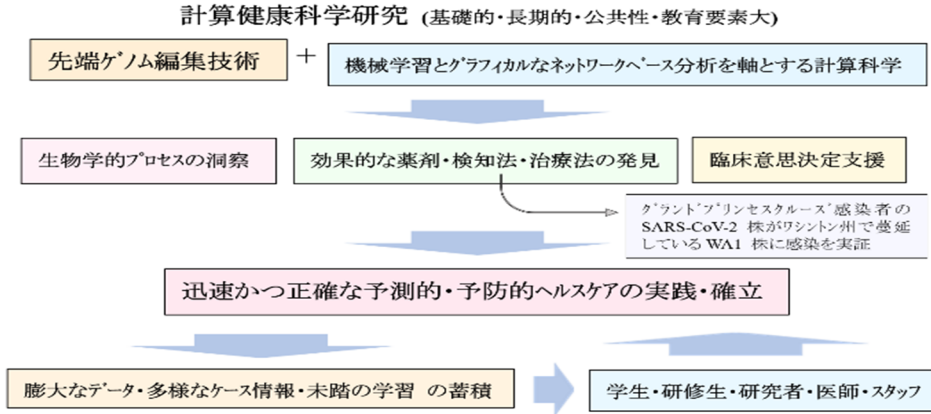 計算健康科学研究 (基礎的・長期的・公共性・教育要素大)
先端ｹﾞﾉﾑ編集技術
+
機械学習とｸﾞﾗﾌｨｶﾙなﾈｯﾄﾜｰｸﾍﾞｰｽ分析を軸とする計算科学
生物学的ﾌﾟﾛｾｽの洞察
効果的な薬剤・検知法・治療法の発見
臨床意思決定支援
ｸﾞﾗﾝﾄﾞﾌﾟﾘﾝｾｽｸﾙｰｽﾞ感染者の
SARS-CoV-2 株がﾜｼﾝﾄﾝ州で蔓延
しているWA1 株に感染を実証
迅速かつ正確な予測的・予防的ﾍﾙｽｹｱの実践・確立
膨大なﾃﾞｰﾀ・多様なｹｰｽ情報・未踏の学習 の蓄積
学生・研修生・研究者・医師・ｽﾀｯﾌ